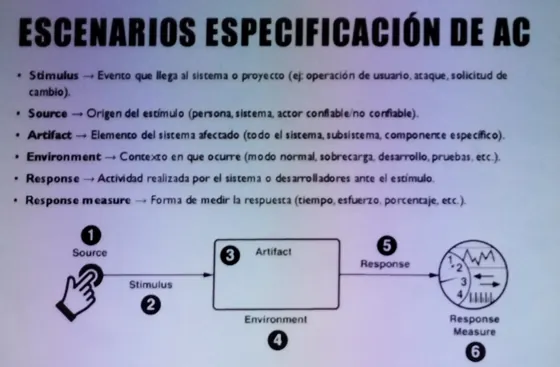 ESCENARIOS ESPECIFICACIÓN DE AC
• Stimulus → Evento que llega al sistema o proyecto (ej: operación de usuario, ataque, solicitud de
cambio).
• Source → Origen del estímulo (persona, sistema, actor confiable/no confiable).
• Artifact → Elemento del sistema afectado (todo el sistema, subsistema, componente específico).
• Environment → Contexto en que ocurre (modo normal, sobrecarga, desarrollo, pruebas, etc.).
• Response → Actividad realizada por el sistema o desarrolladores ante el estímulo.
• Response measure → Forma de medir la respuesta (tiempo, esfuerzo, porcentaje, etc.).
1
Source
Stimulus
2
3 Artifact
Environment
4
5
Response
1 2 3 4
Response
Measure
6